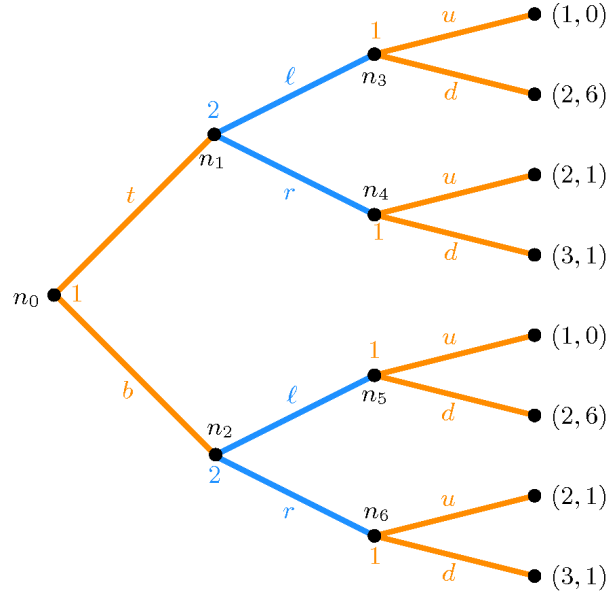 u (1, 0)
1
ℓ n₃ d (2, 6)
2
n₁ u (2, 1)
t r n₄
1 d (3, 1)
n₀ 1
u (1, 0)
1
b ℓ n₅ d (2, 6)
n₂
2 u (2, 1)
r n₆
1 d (3, 1)